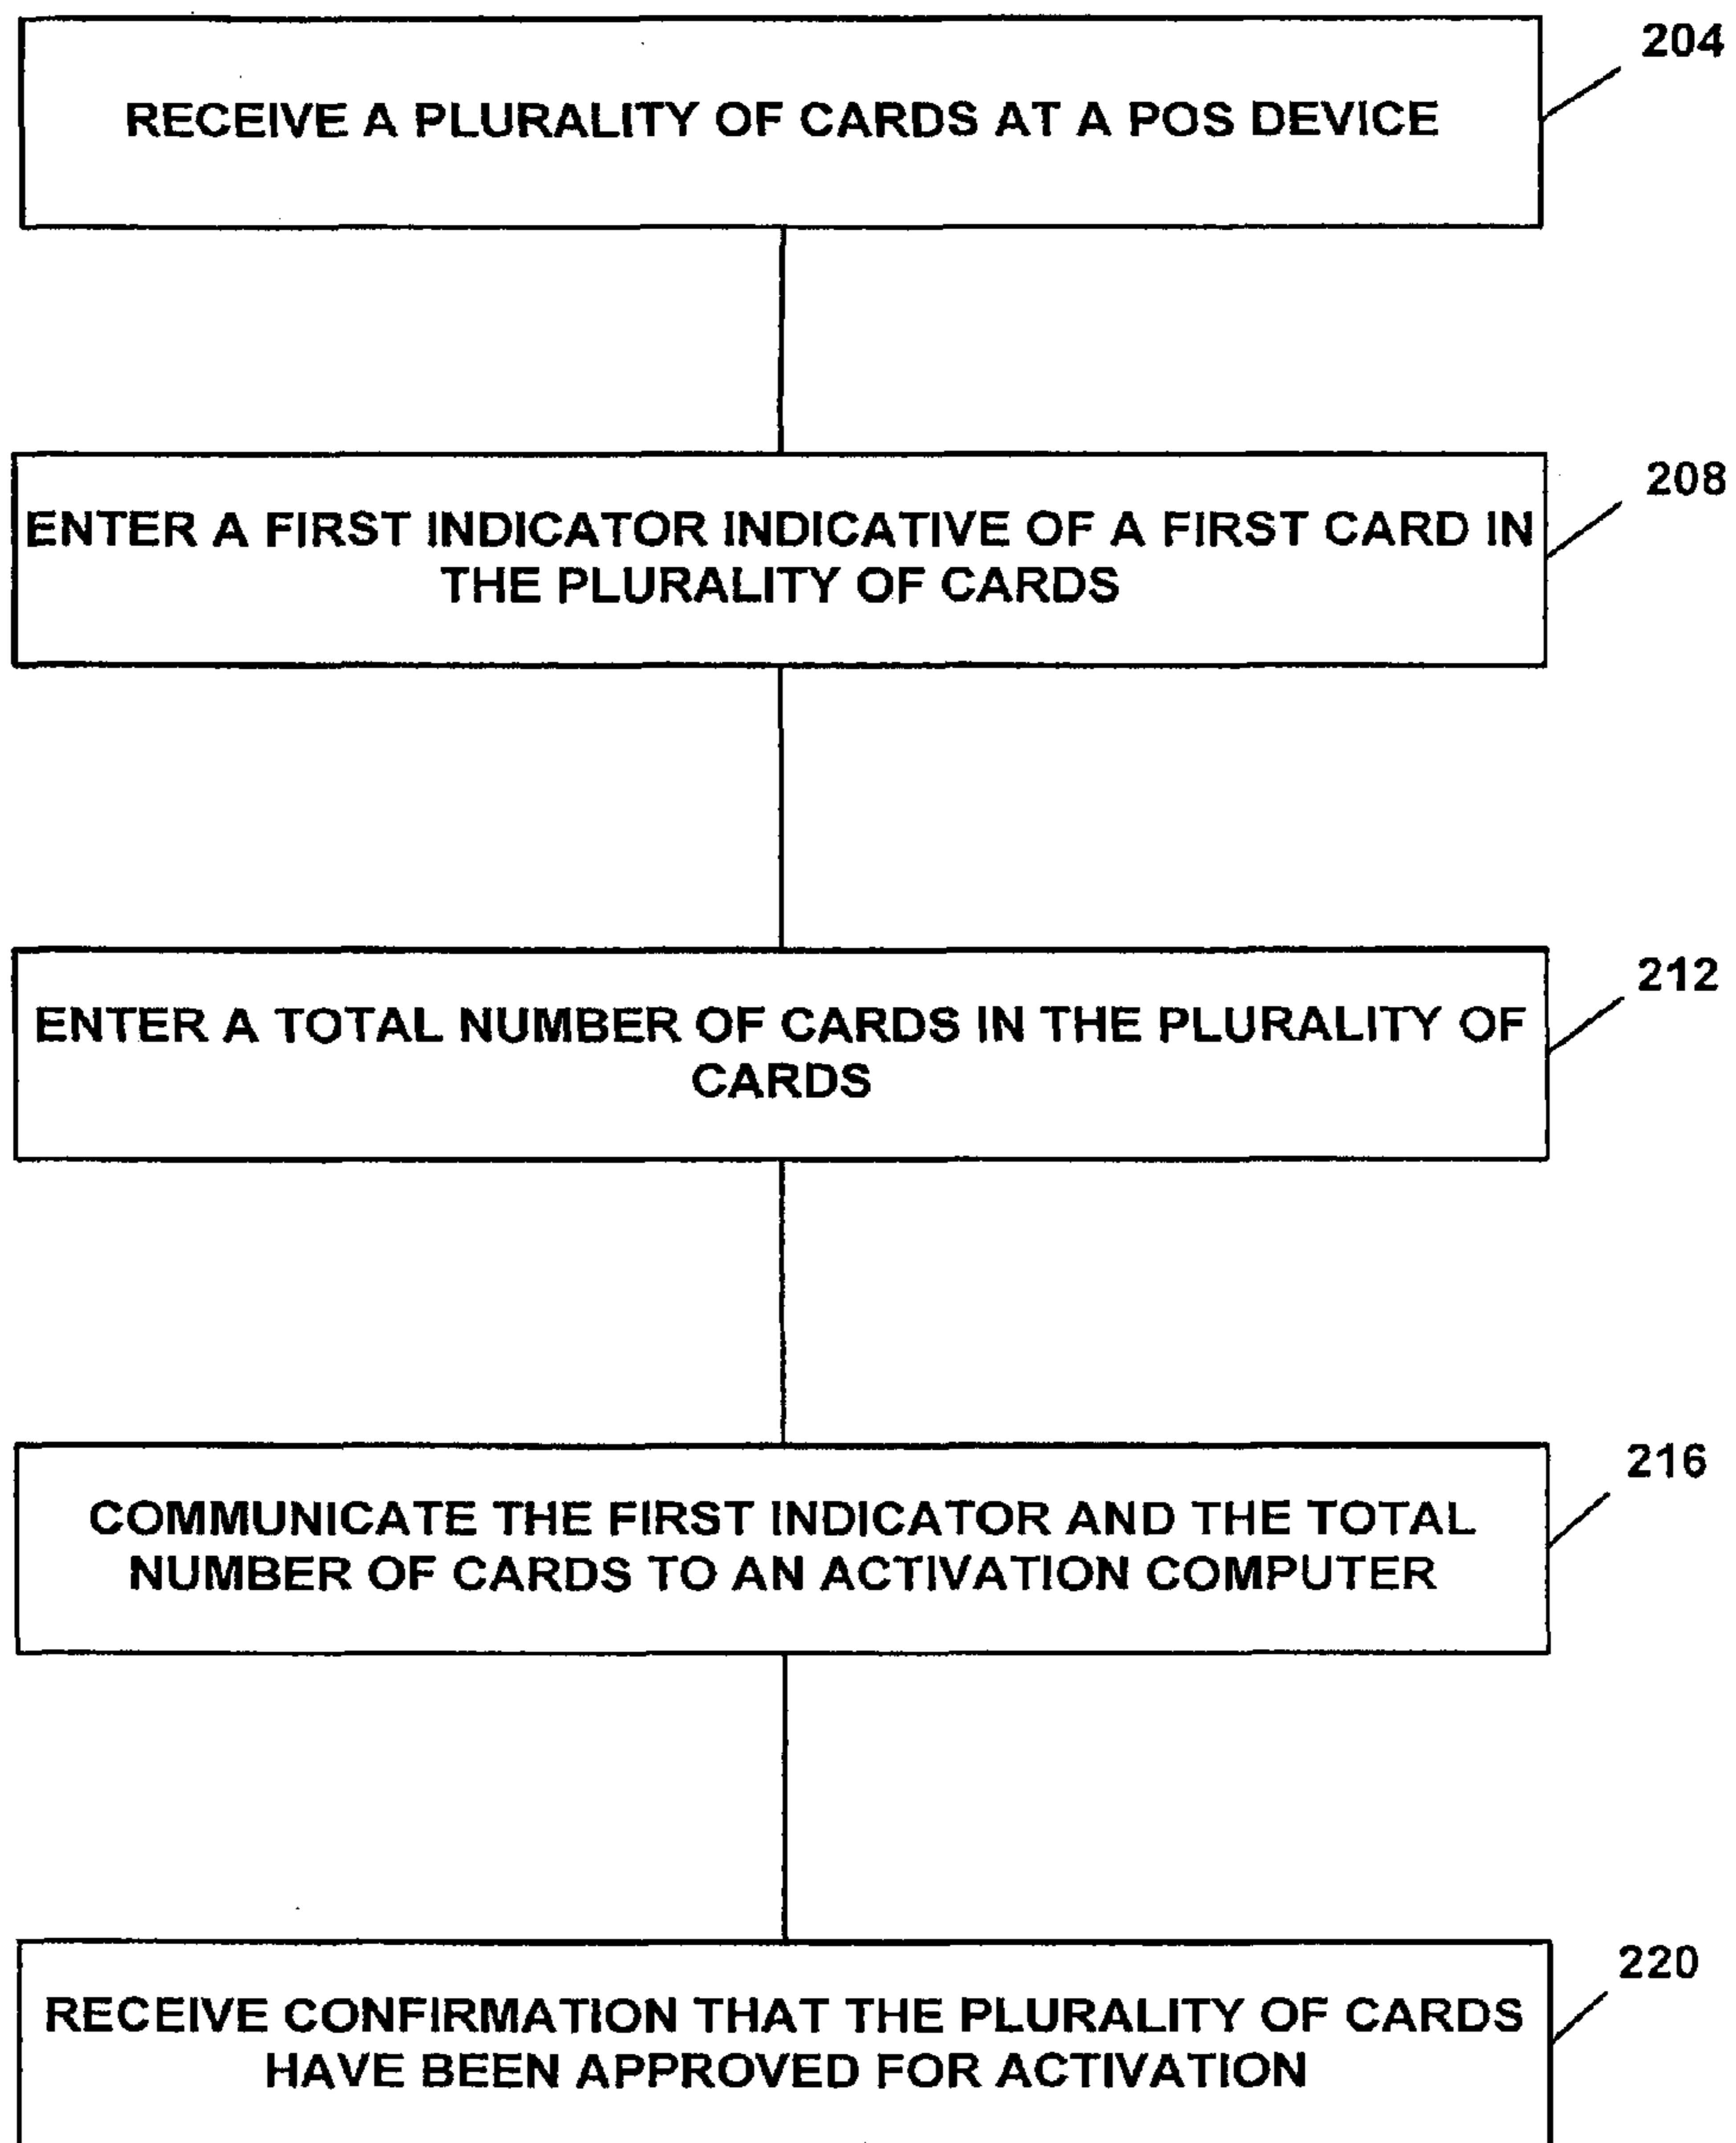 204
RECEIVE A PLURALITY OF CARDS AT A POS DEVICE
208
ENTER A FIRST INDICATOR INDICATIVE OF A FIRST CARD IN
THE PLURALITY OF CARDS
212
ENTER A TOTAL NUMBER OF CARDS IN THE PLURALITY OF
CARDS
216
COMMUNICATE THE FIRST INDICATOR AND THE TOTAL
NUMBER OF CARDS TO AN ACTIVATION COMPUTER
220
RECEIVE CONFIRMATION THAT THE PLURALITY OF CARDS
HAVE BEEN APPROVED FOR ACTIVATION